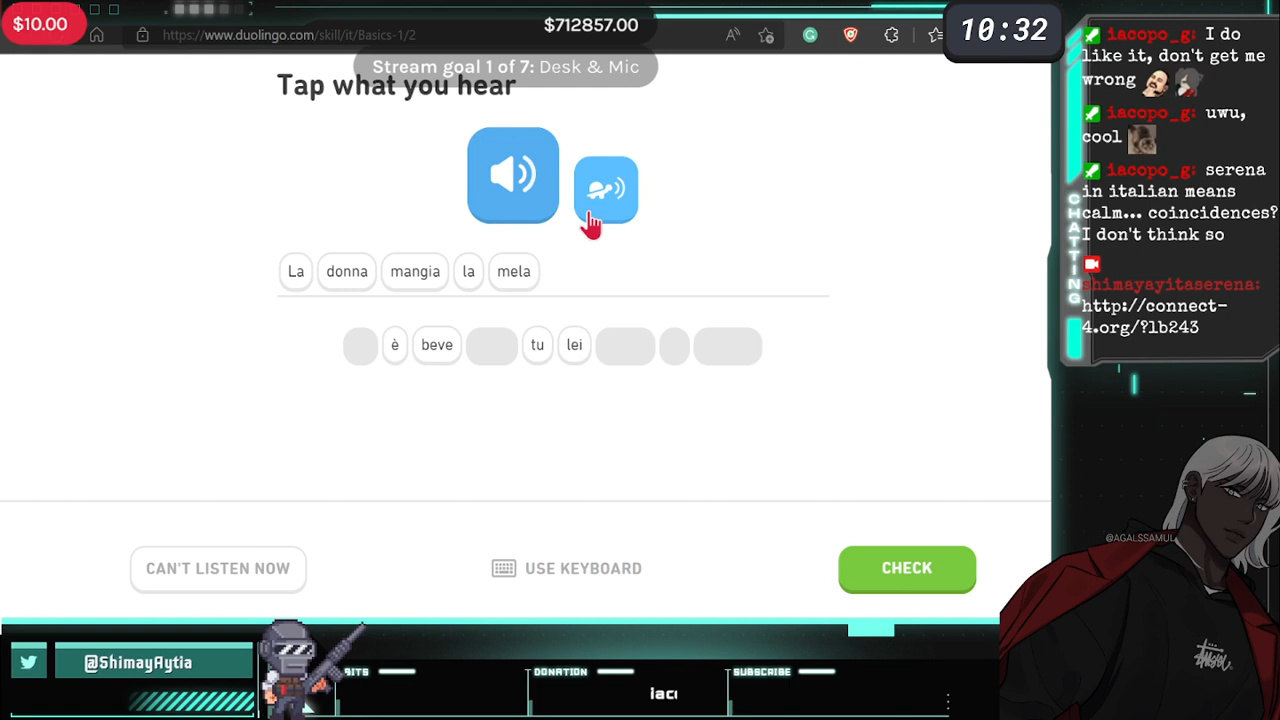 $10.00
$712857.00
10:32
https://www.duolingo.com/skill/it/Basics-1/2
Stream goal 1 of 7: Desk & Mic
Tap what you hear
La donna mangia la mela
è beve tu lei
CAN'T LISTEN NOW
USE KEYBOARD
CHECK
iacopo_g: I do
like it, don't get me
wrong
iacopo_g: uwu,
cool
iacopo_g: serena
in italian means
calm... coincidences?
I don't think so
shimayayitaserena:
http://connect-
4.org/?lb243
CHATTING
@AGALSSAMUL
@ShimayAytia
BITS
DONATION
SUBSCRIBE